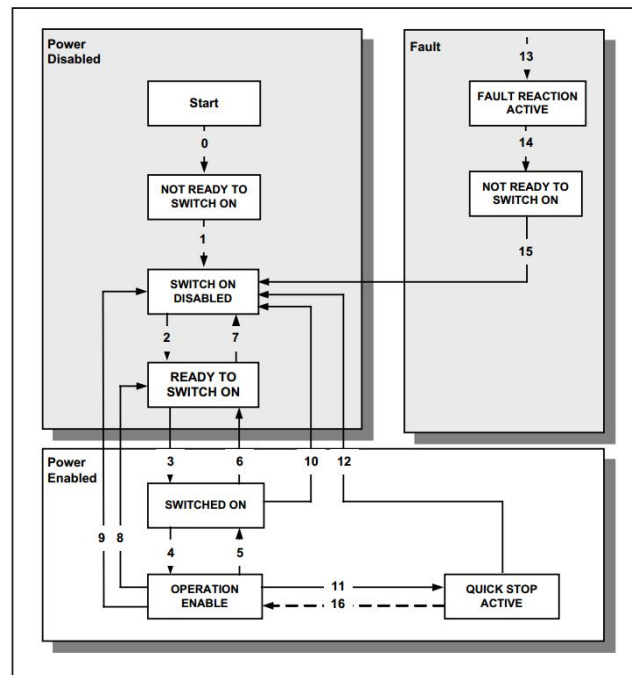 Power
Disabled
Start
0
NOT READY TO
SWITCH ON
1
SWITCH ON
DISABLED
2
7
READY TO
SWITCH ON
Fault
13
FAULT REACTION
ACTIVE
14
NOT READY TO
SWITCH ON
15
Power
Enabled
3
6
10
12
SWITCHED ON
9
8
4
5
OPERATION
ENABLE
11
16
QUICK STOP
ACTIVE